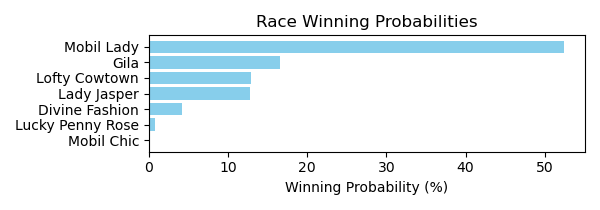 Race Winning Probabilities
Mobil Lady
Gila
Lofty Cowtown
Lady Jasper
Divine Fashion
Lucky Penny Rose
Mobil Chic
0 10 20 30 40 50
Winning Probability (%)